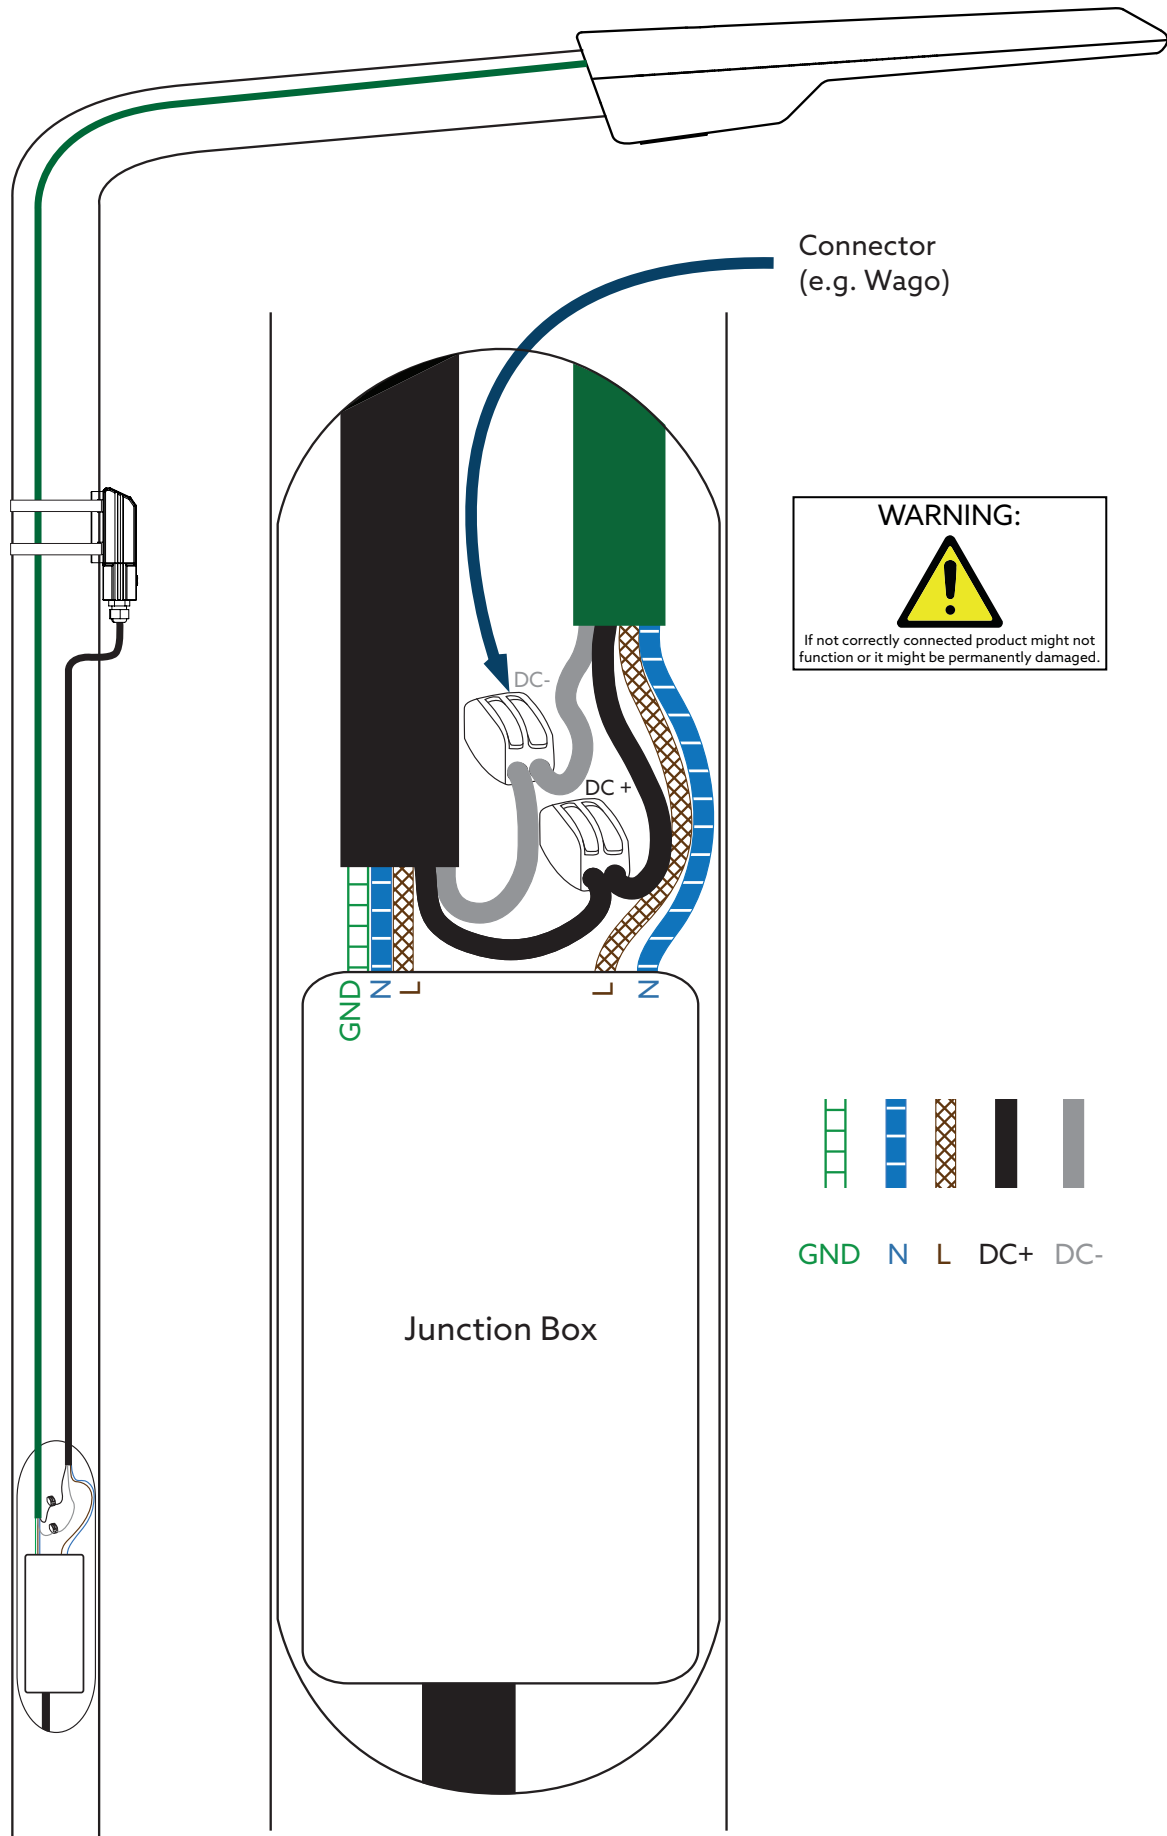 Connector
(e.g. Wago)
WARNING:
If not correctly connected product might not
function or it might be permanently damaged.
DC-
DC +
GND
N
L
L
N
GND N L DC+ DC-
Junction Box